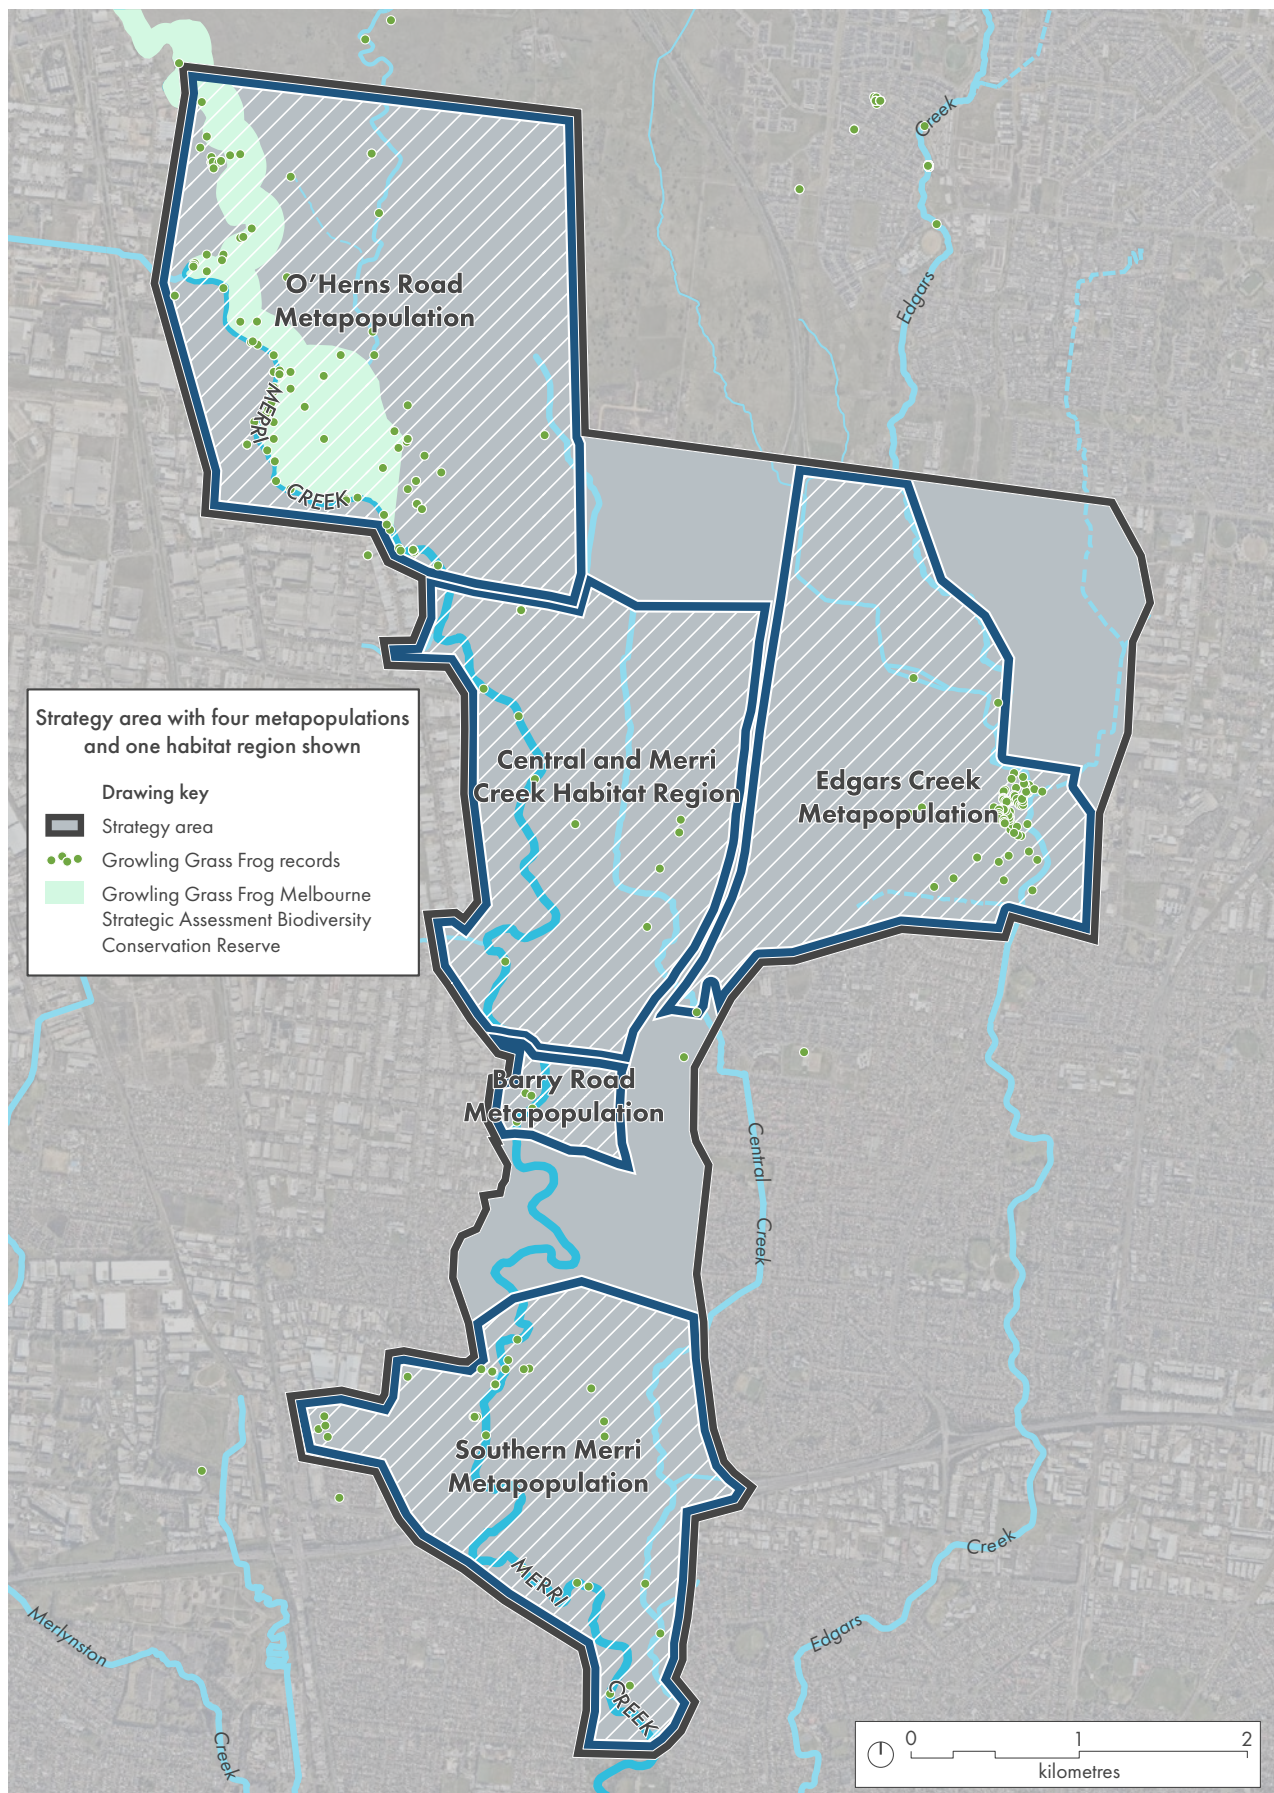 Creek
Edgars
O’Herns Road
Metapopulation
MERRI
CREEK
Strategy area with four metapopulations
and one habitat region shown
Drawing key
Strategy area
Growling Grass Frog records
Growling Grass Frog Melbourne
Strategic Assessment Biodiversity
Conservation Reserve
Central and Merri
Creek Habitat Region
Edgars Creek
Metapopulation
Barry Road
Metapopulation
Central
Creek
Southern Merri
Metapopulation
MERRI
CREEK
Creek
Edgars
Merlynston
Creek
0 1 2
kilometres